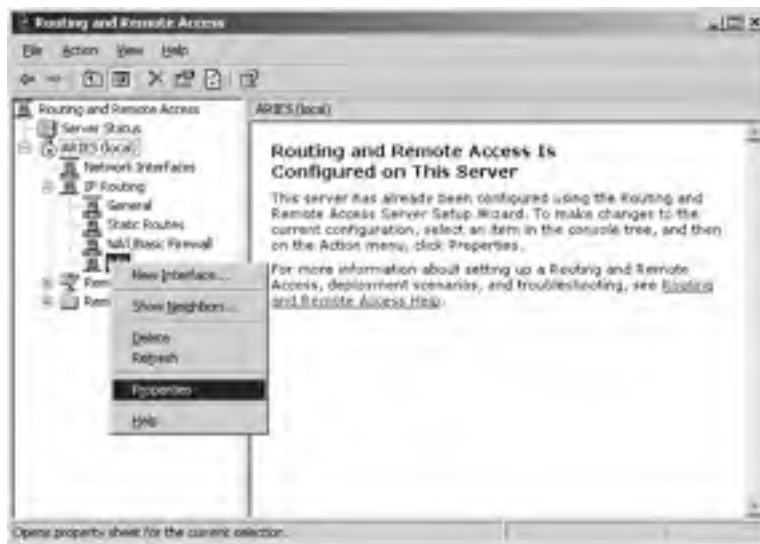 Routing and Remote Access
File Action View Help
Routing and Remote Access
Server Status
ARIES (local)
Network Interfaces
IP Routing
General
Static Routes
NAT/Basic Firewall
Rem
Rem
New Interface...
Show Neighbors...
Delete
Refresh
Properties
Help
ARIES (local)
Routing and Remote Access Is
Configured on This Server
This server has already been configured using the Routing and
Remote Access Server Setup Wizard. To make changes to the
current configuration, select an item in the console tree, and then
on the Action menu, click Properties.
For more information about setting up a Routing and Remote
Access, deployment scenarios, and troubleshooting, see Routing
and Remote Access Help.
Opens property sheet for the current selection.